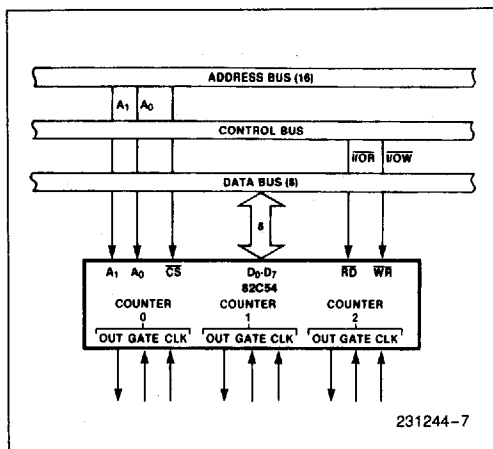 ADDRESS BUS (16)
A1 A0
CONTROL BUS
I/OR I/OW
DATA BUS (8)
8
A1 A0 CS D0-D7 RD WR
82C54
COUNTER COUNTER COUNTER
0 1 2
OUT GATE CLK OUT GATE CLK OUT GATE CLK
231244-7